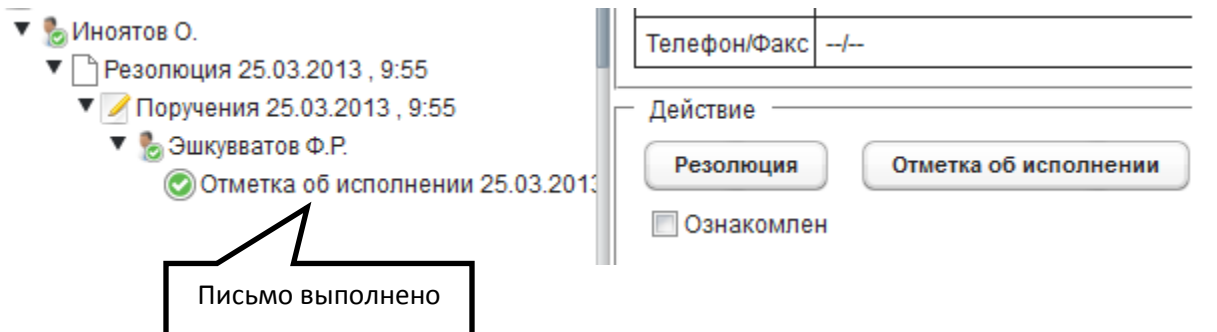 Иноятов О.
Резолюция 25.03.2013 , 9:55
Поручения 25.03.2013 , 9:55
Эшкувватов Ф.Р.
Отметка об исполнении 25.03.2013
Письмо выполнено
Телефон/Факс --/--
Действие
Резолюция Отметка об исполнении
Ознакомлен